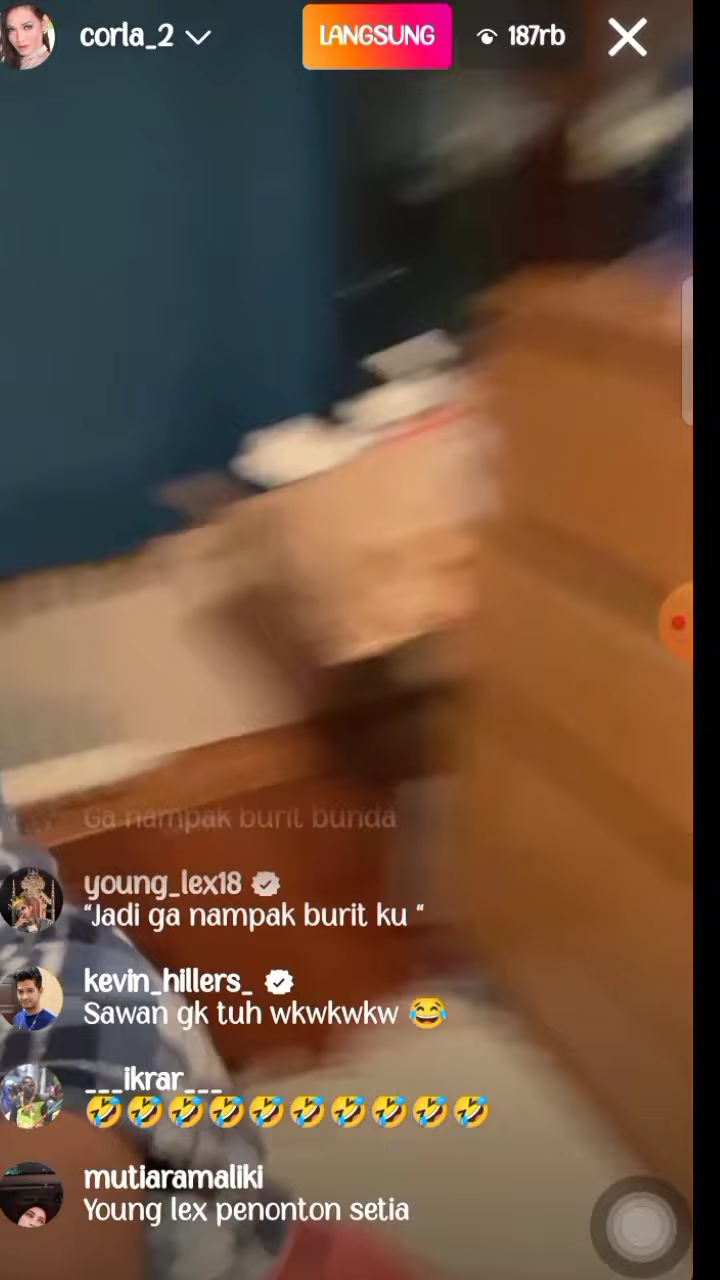 corla_2
LANGSUNG
187rb
Ga nampak burit bunda
young_lex18
“Jadi ga nampak burit ku “
kevin_hillers_
Sawan gk tuh wkwkwkw 😂
___ikrar___
🤣🤣🤣🤣🤣🤣🤣🤣🤣🤣
mutiaramaliki
Young lex penonton setia